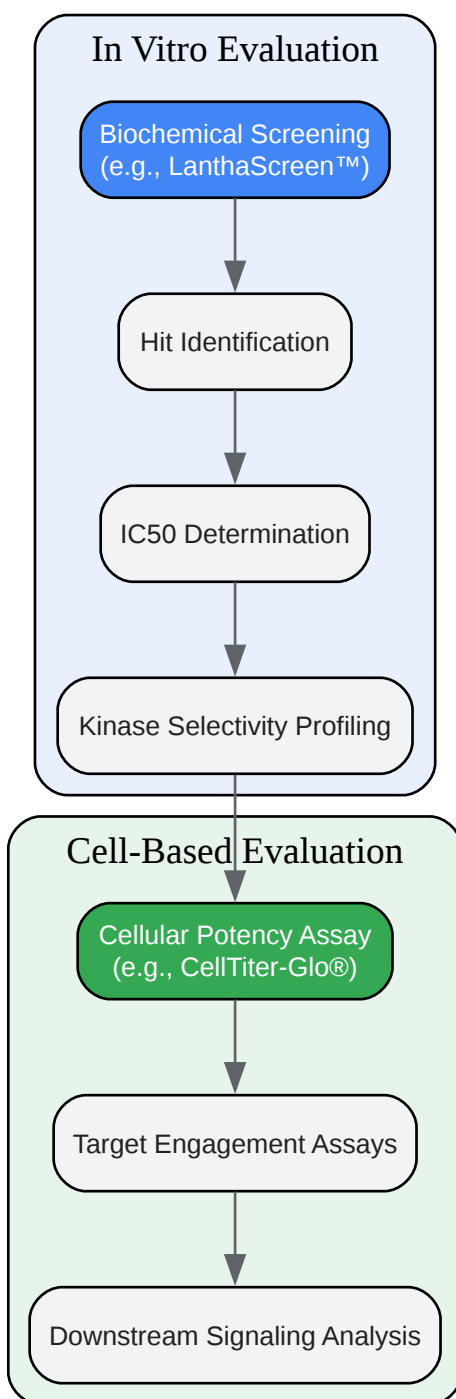 In Vitro Evaluation
Biochemical Screening
(e.g., LanthaScreen™)
Hit Identification
IC50 Determination
Kinase Selectivity Profiling
Cell-Based Evaluation
Cellular Potency Assay
(e.g., CellTiter-Glo®)
Target Engagement Assays
Downstream Signaling Analysis